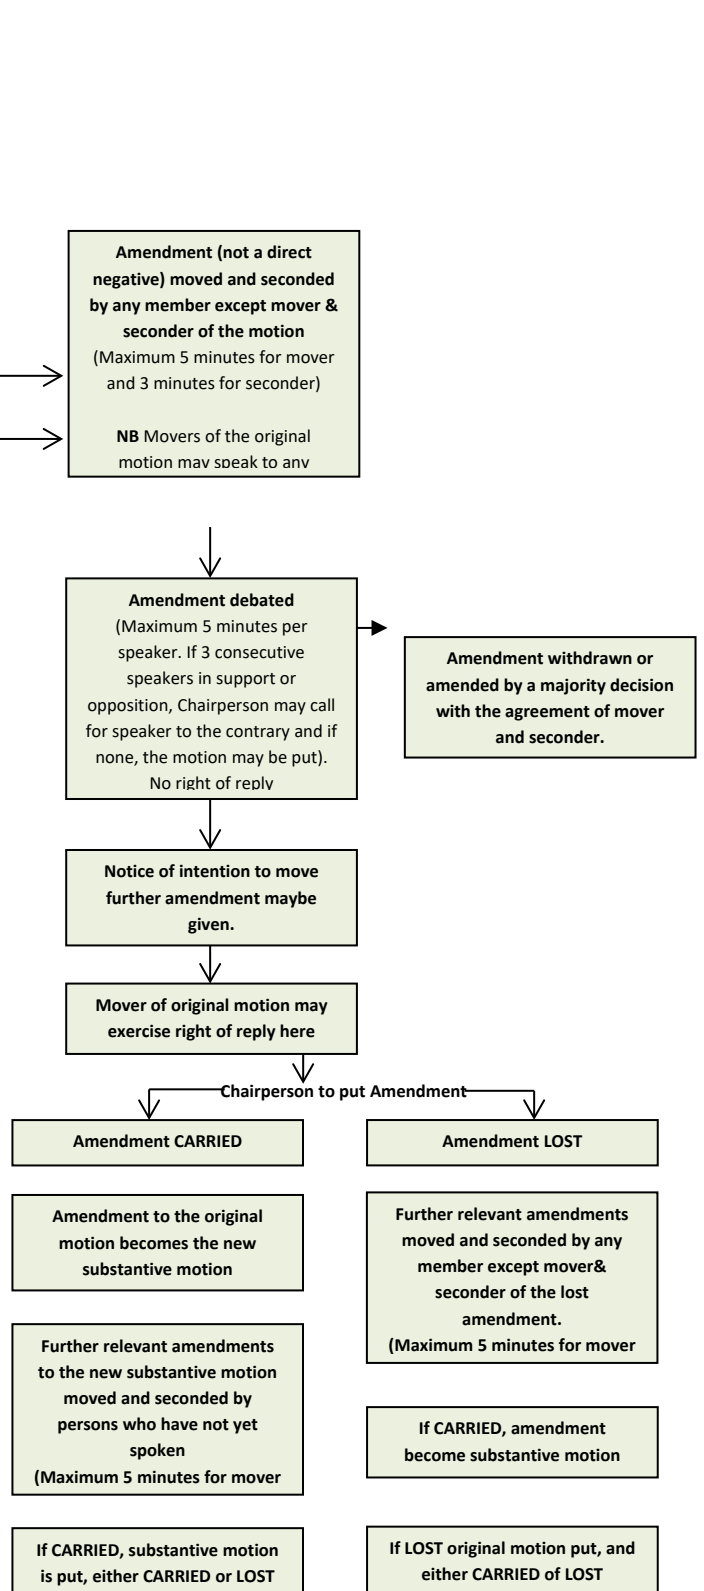 Amendment (not a direct
negative) moved and seconded
by any member except mover &
seconder of the motion
(Maximum 5 minutes for mover
and 3 minutes for seconder)
NB Movers of the original
motion may speak to any
Amendment debated
(Maximum 5 minutes per
speaker. If 3 consecutive
speakers in support or
opposition, Chairperson may call
for speaker to the contrary and if
none, the motion may be put).
No right of reply
Amendment withdrawn or
amended by a majority decision
with the agreement of mover
and seconder.
Notice of intention to move
further amendment maybe
given.
Mover of original motion may
exercise right of reply here
Chairperson to put Amendment
Amendment CARRIED
Amendment to the original
motion becomes the new
substantive motion
Further relevant amendments
to the new substantive motion
moved and seconded by
persons who have not yet
spoken
(Maximum 5 minutes for mover
If CARRIED, substantive motion
is put, either CARRIED or LOST
Amendment LOST
Further relevant amendments
moved and seconded by any
member except mover&
seconder of the lost
amendment.
(Maximum 5 minutes for mover
If CARRIED, amendment
become substantive motion
If LOST original motion put, and
either CARRIED of LOST